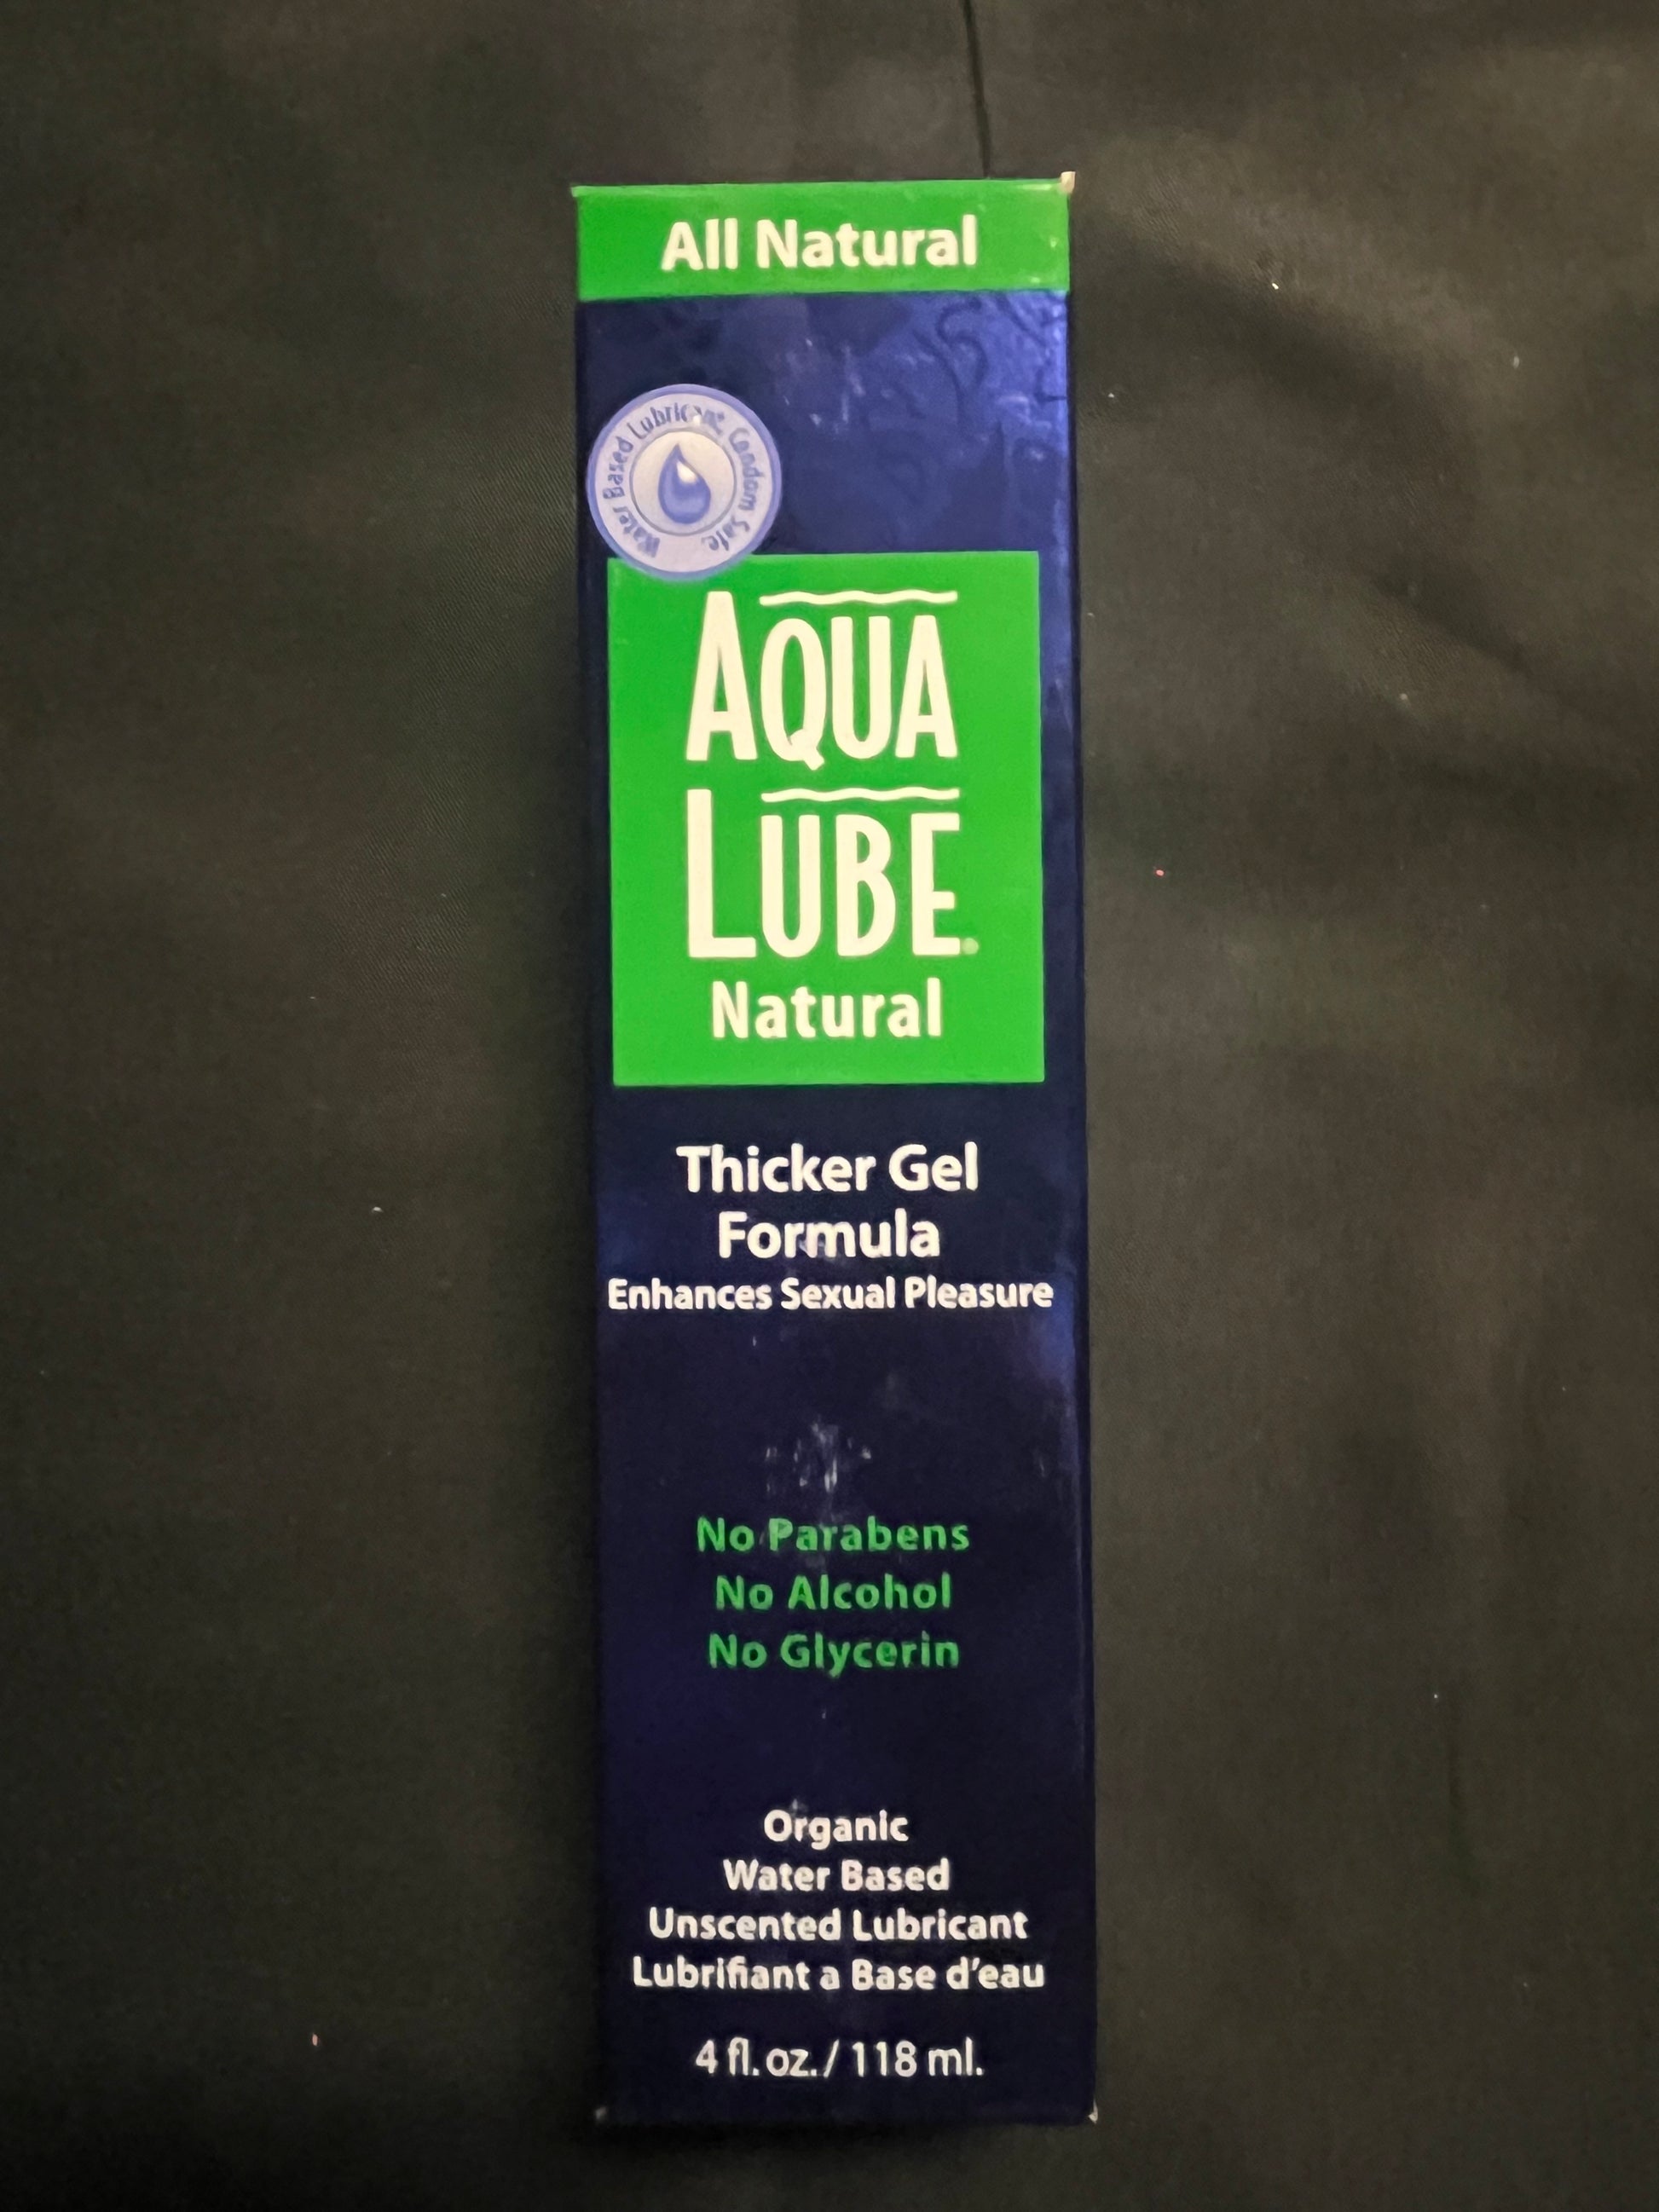 All Natural
Water Based Lubricant. Condom Safe.
AQUA
LUBE
Natural
Thicker Gel
Formula
Enhances Sexual Pleasure
No Parabens
No Alcohol
No Glycerin
Organic
Water Based
Unscented Lubricant
Lubrifiant a Base d'eau
4 fl. oz. / 118 ml.